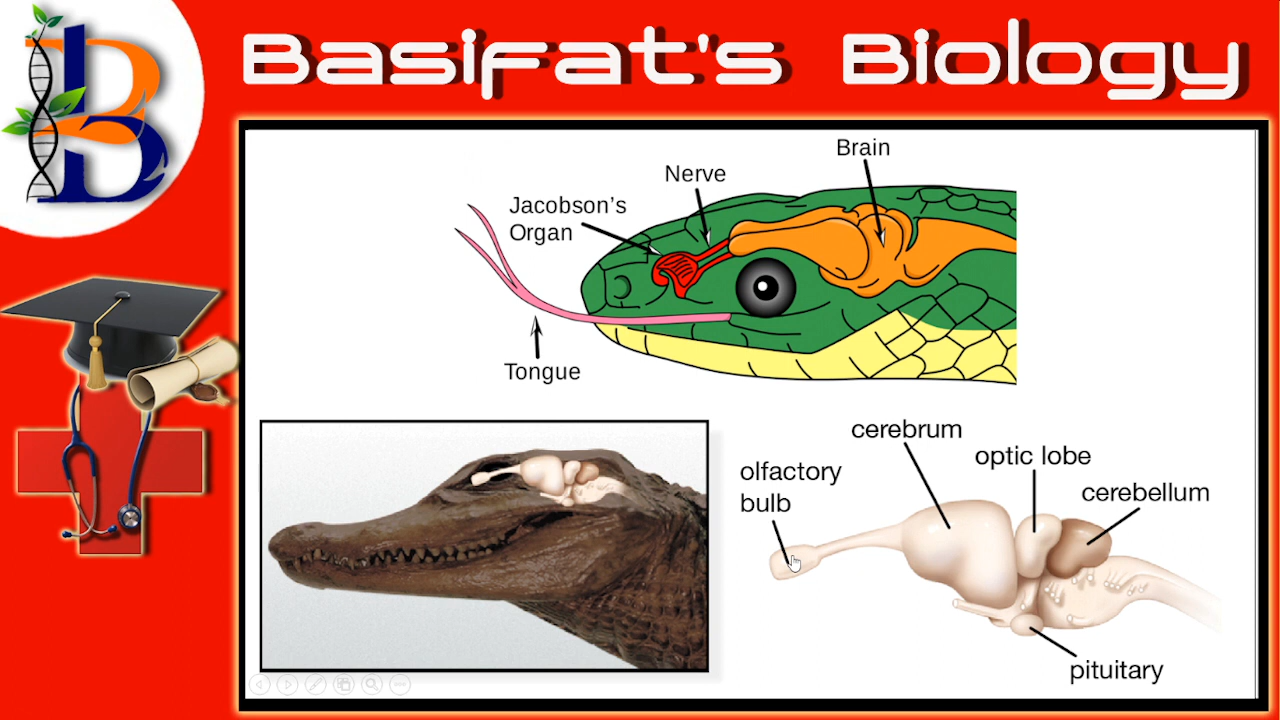 B
Basifat's Biology
Brain
Nerve
Jacobson's
Organ
Tongue
cerebrum
optic lobe
olfactory
bulb
cerebellum
pituitary